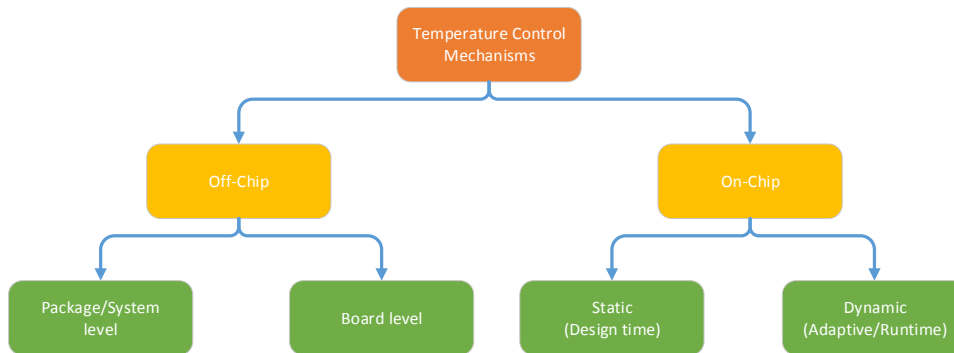 Temperature Control
Mechanisms
Off-Chip
On-Chip
Package/System
level
Board level
Static
(Design time)
Dynamic
(Adaptive/Runtime)